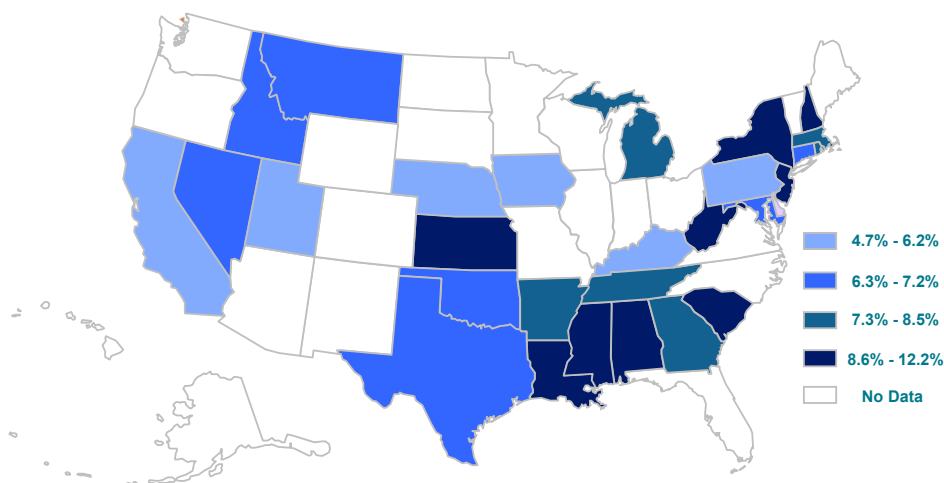 4.7% - 6.2%
6.3% - 7.2%
7.3% - 8.5%
8.6% - 12.2%
No Data